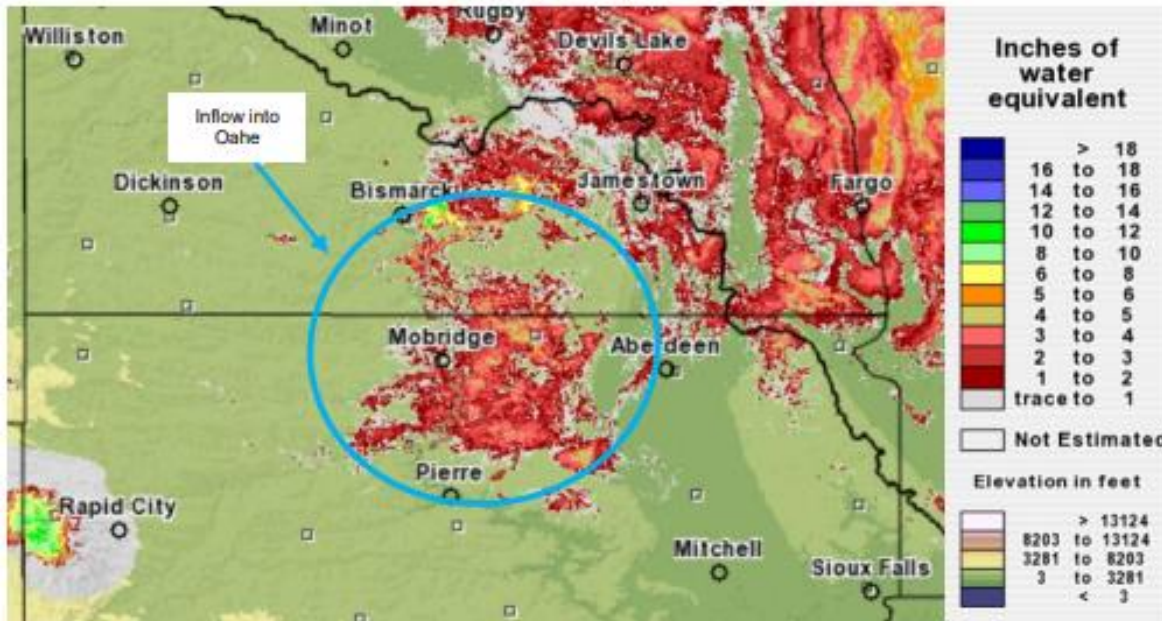 Rugby
Minot
Williston
Devils Lake
Inflow into
Oahe
Dickinson
Bismarck
Jamestown
Fargo
Mobridge
Aberdeen
Pierre
Rapid City
Mitchell
Sioux Falls
Inches of
water
equivalent
> 18
16 to 18
14 to 16
12 to 14
10 to 12
8 to 10
6 to 8
5 to 6
4 to 5
3 to 4
2 to 3
1 to 2
trace to 1
Not Estimated
Elevation in feet
> 13124
8203 to 13124
3281 to 8203
3 to 3281
< 3